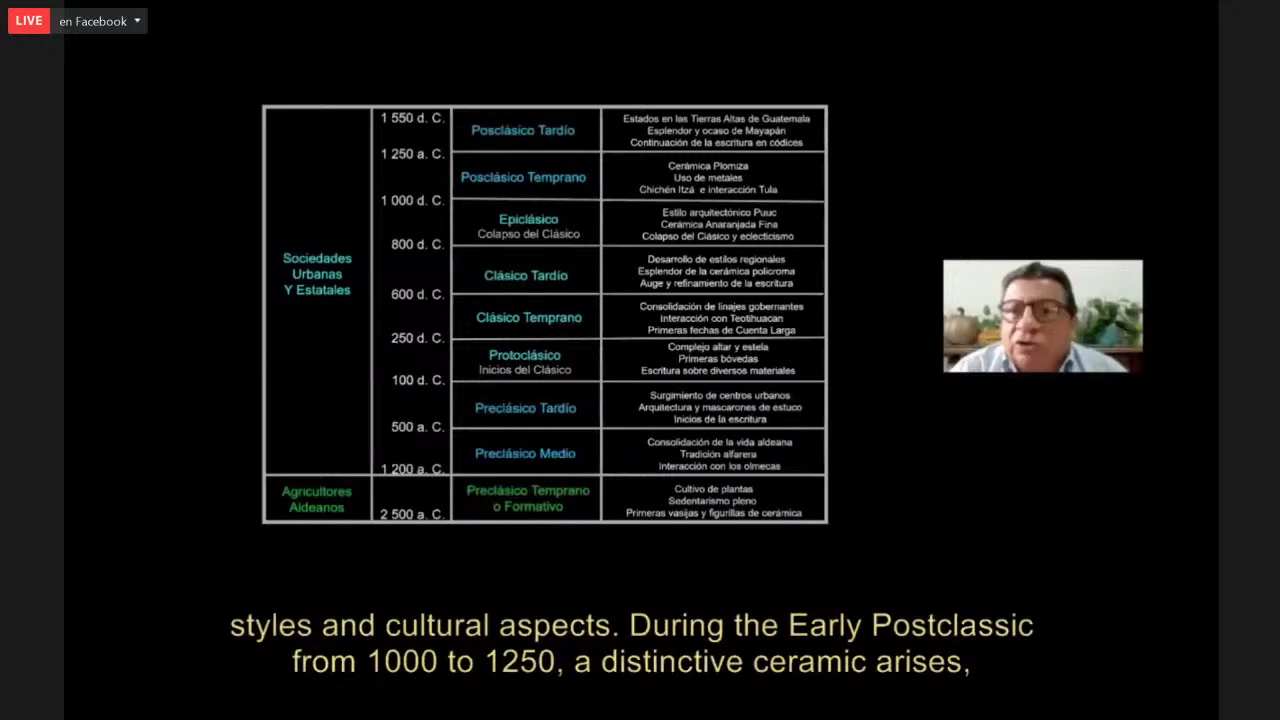 LIVE en Facebook
1 550 d. C.
Posclásico Tardío
Estados en las Tierras Altas de Guatemala
Esplendor y ocaso de Mayapán
Continuación de la escritura en códices
1 250 a. C.
Posclásico Temprano
Cerámica Plomiza
Uso de metales
Chichén Itzá e interacción Tula
1 000 d. C.
Epiclásico
Colapso del Clásico
Estilo arquitectónico Puuc
Cerámica Anaranjada Fina
Colapso del Clásico y eclecticismo
800 d. C.
Sociedades
Urbanas
Y Estatales
Clásico Tardío
Desarrollo de estilos regionales
Esplendor de la cerámica policroma
Auge y refinamiento de la escritura
600 d. C.
Clásico Temprano
Consolidación de linajes gobernantes
Interacción con Teotihuacan
Primeras fechas de Cuenta Larga
250 d. C.
Protoclásico
Inicios del Clásico
Complejo altar y estela
Primeras bóvedas
Escritura sobre diversos materiales
100 d. C.
Preclásico Tardío
Surgimiento de centros urbanos
Arquitectura y mascarones de estuco
Inicios de la escritura
500 a. C.
Preclásico Medio
Consolidación de la vida aldeana
Tradición alfarera
Interacción con los olmecas
1 200 a. C.
Agricultores
Aldeanos
Preclásico Temprano
o Formativo
Cultivo de plantas
Sedentarismo pleno
Primeras vasijas y figurillas de cerámica
2 500 a. C.
styles and cultural aspects. During the Early Postclassic
from 1000 to 1250, a distinctive ceramic arises,